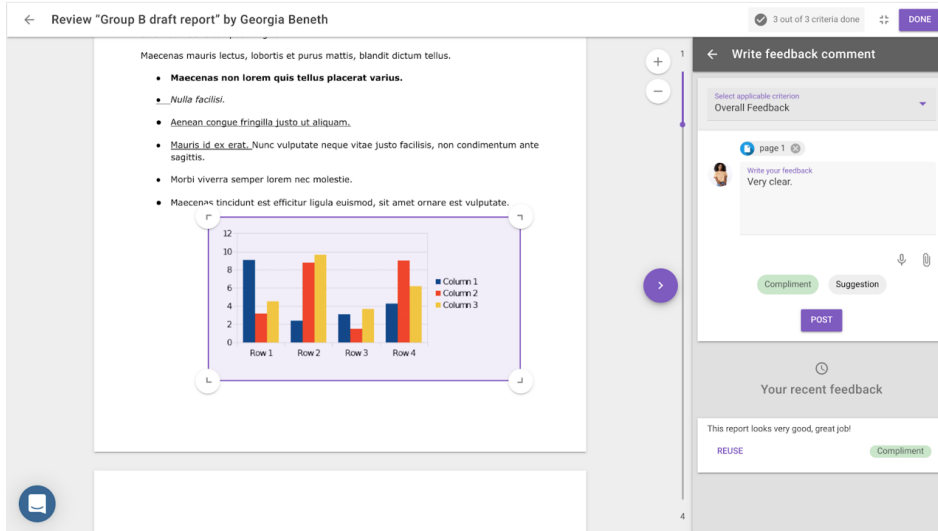 Review “Group B draft report” by Georgia Beneth
3 out of 3 criteria done
DONE
Maecenas mauris lectus, lobortis et purus mattis, blandit dictum tellus.
Maecenas non lorem quis tellus placerat varius.
Nulla facilisi.
Aenean congue fringilla justo ut aliquam.
Mauris id ex erat. Nunc vulputate neque vitae justo facilisis, non condimentum ante
sagittis.
Morbi viverra semper lorem nec molestie.
Maecenas tincidunt est efficitur ligula euismod, sit amet ornare est vulputate.
12
10
8
6
4
2
0
Row 1 Row 2 Row 3 Row 4
Column 1
Column 2
Column 3
1
4
Write feedback comment
Select applicable criterion
Overall Feedback
page 1
Write your feedback
Very clear.
Compliment Suggestion
POST
Your recent feedback
This report looks very good, great job!
REUSE Compliment